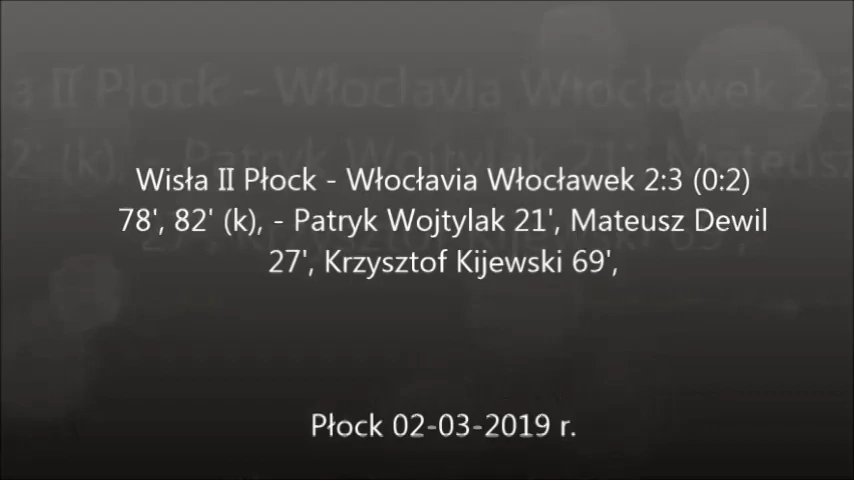 Wisła II Płock - Włocłavia Włocławek 2:3 (0:2)
78', 82' (k), - Patryk Wojtylak 21', Mateusz Dewil
27', Krzysztof Kijewski 69',
Płock 02-03-2019 r.